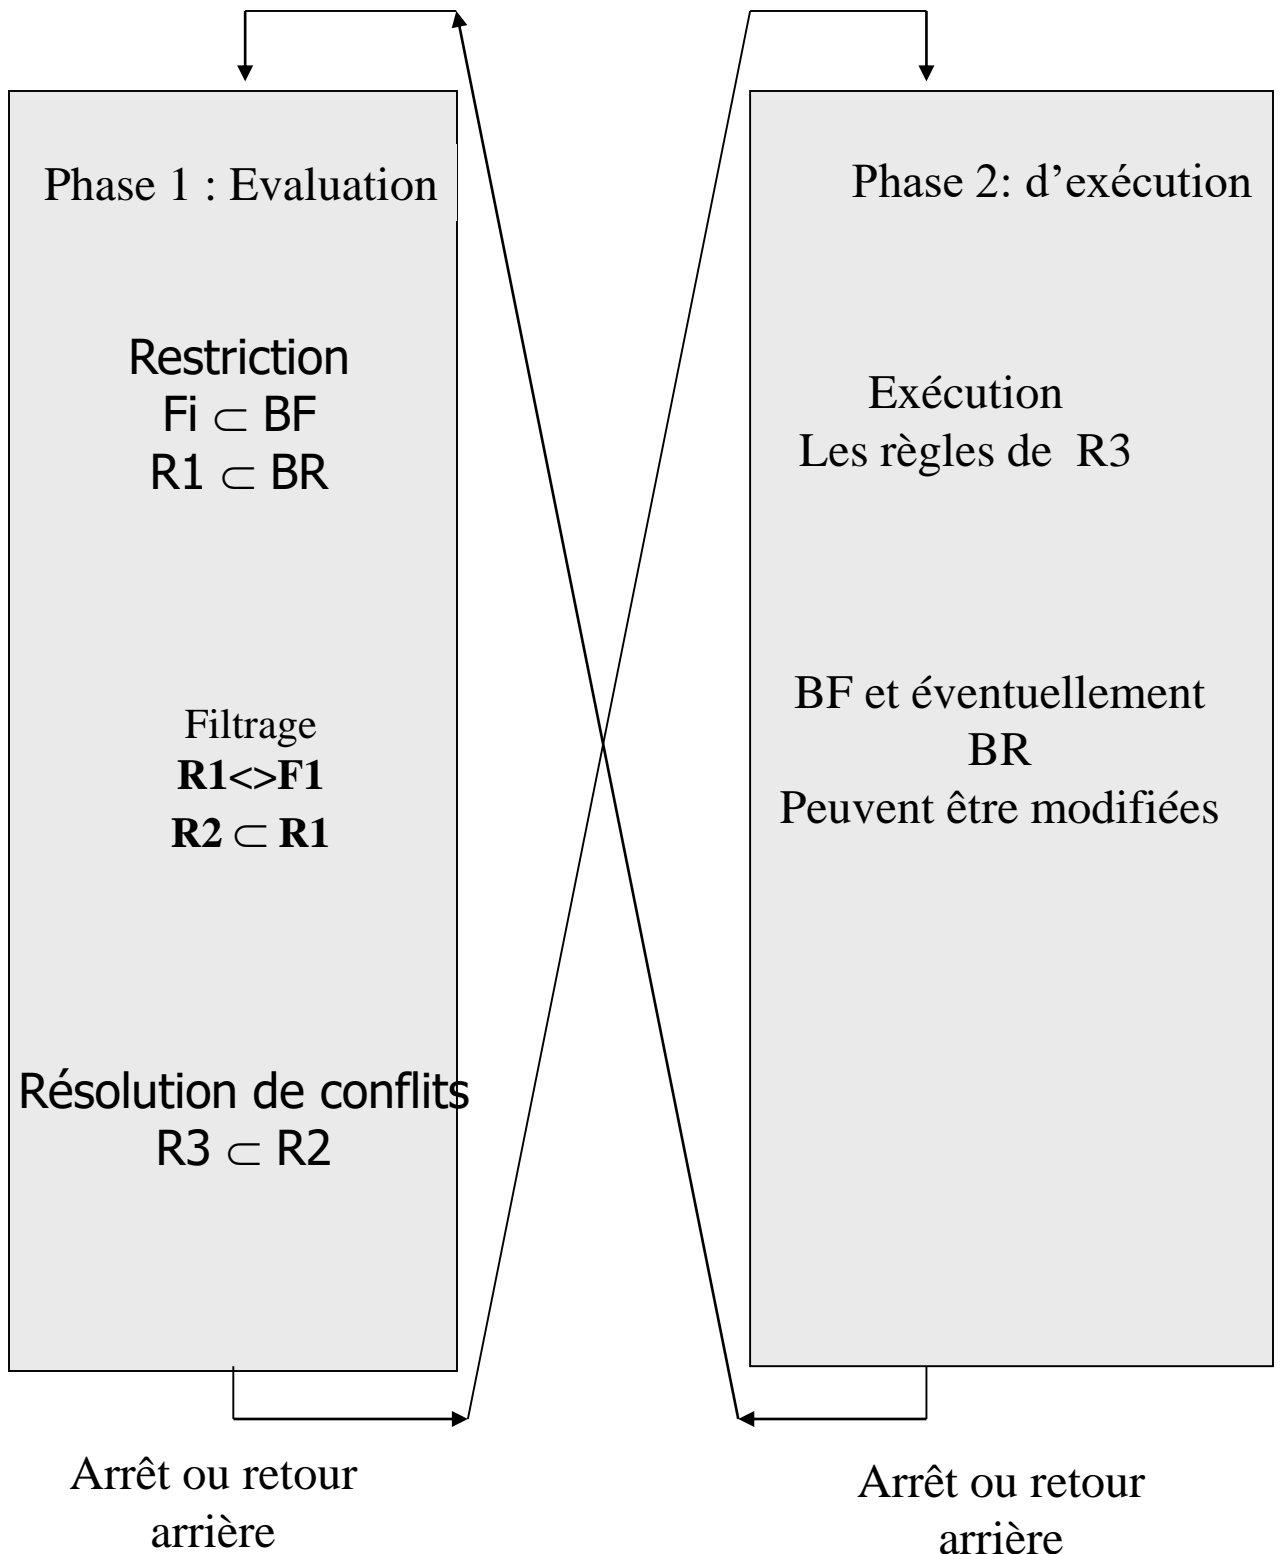 Phase 1 : Evaluation
Restriction
Fi ⊂ BF
R1 ⊂ BR
Filtrage
R1<>F1
R2 ⊂ R1
Résolution de conflits
R3 ⊂ R2
Arrêt ou retour
arrière
Phase 2: d’exécution
Exécution
Les règles de R3
BF et éventuellement
BR
Peuvent être modifiées
Arrêt ou retour
arrière